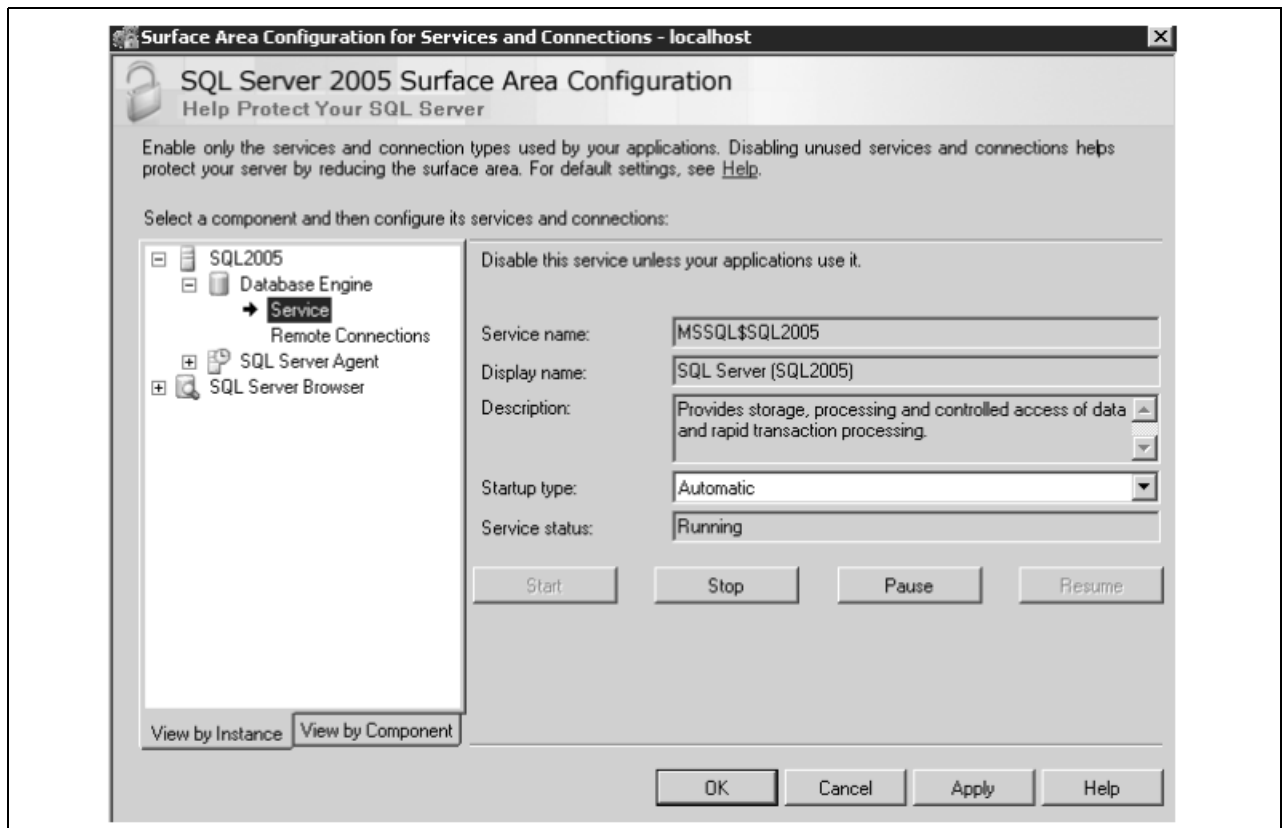 Surface Area Configuration for Services and Connections - localhost
SQL Server 2005 Surface Area Configuration
Help Protect Your SQL Server
Enable only the services and connection types used by your applications. Disabling unused services and connections helps
protect your server by reducing the surface area. For default settings, see Help.
Select a component and then configure its services and connections:
SQL2005
Database Engine
Service
Remote Connections
SQL Server Agent
SQL Server Browser
View by Instance
View by Component
Disable this service unless your applications use it.
Service name: MSSQL$SQL2005
Display name: SQL Server (SQL2005)
Description: Provides storage, processing and controlled access of data
and rapid transaction processing.
Startup type: Automatic
Service status: Running
Start Stop Pause Resume
OK Cancel Apply Help